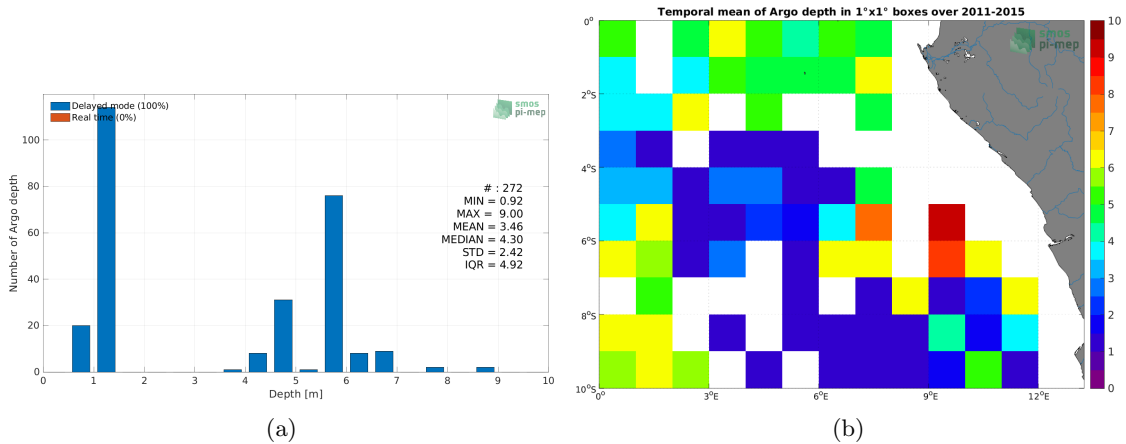 Delayed mode (100%)
Real time (0%)
smos
pi-mep
# : 272
MIN = 0.92
MAX = 9.00
MEAN = 3.46
MEDIAN = 4.30
STD = 2.42
IQR = 4.92
Number of Argo depth
0
20
40
60
80
100
120
0 1 2 3 4 5 6 7 8 9 10
Depth [m]
(a)
Temporal mean of Argo depth in 1°x1° boxes over 2011-2015
smos
pi-mep
0°
2°S
4°S
6°S
8°S
10°S
0° 3°E 6°E 9°E 12°E
10
9
8
7
6
5
4
3
2
1
0
(b)